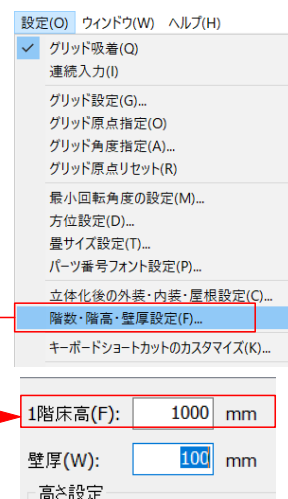 設定(O) ウィンドウ(W) ヘルプ(H)
グリッド吸着(Q)
連続入力(I)
グリッド設定(G)...
グリッド原点指定(O)
グリッド角度指定(A)...
グリッド原点リセット(R)
最小回転角度の設定(M)...
方位設定(D)...
畳サイズ設定(T)...
パーツ番号フォント設定(P)...
立体化後の外装・内装・屋根設定(C)...
階数・階高・壁厚設定(F)...
キーボードショートカットのカスタマイズ(K)...
1階床高(F): 1000 mm
壁厚(W): 100 mm
高さ設定